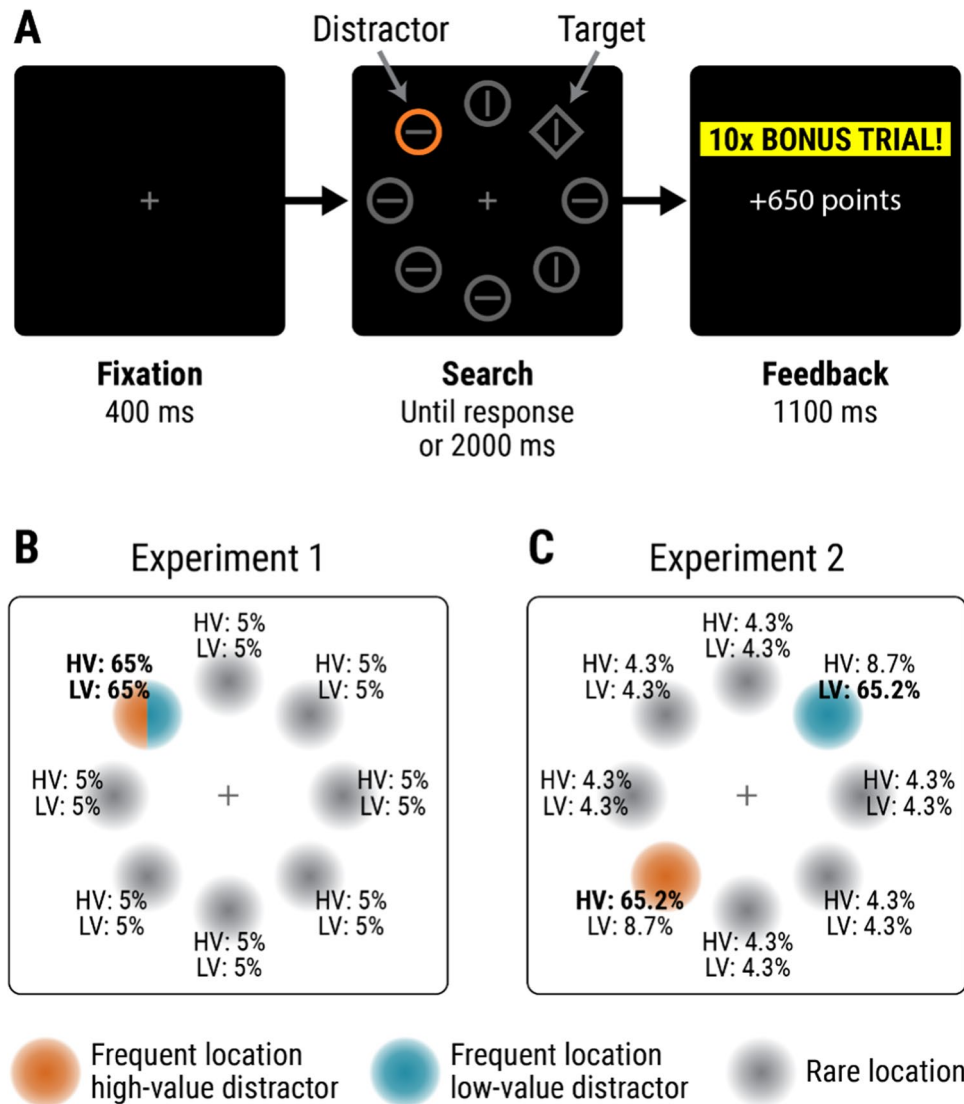 A
Distractor
Target
10x BONUS TRIAL!
+650 points
Fixation
400 ms
Search
Until response
or 2000 ms
Feedback
1100 ms
B
Experiment 1
HV: 5%
LV: 5%
HV: 65%
LV: 65%
HV: 5%
LV: 5%
HV: 5%
LV: 5%
HV: 5%
LV: 5%
HV: 5%
LV: 5%
HV: 5%
LV: 5%
HV: 5%
LV: 5%
C
Experiment 2
HV: 4.3%
LV: 4.3%
HV: 4.3%
LV: 4.3%
HV: 8.7%
LV: 65.2%
HV: 4.3%
LV: 4.3%
HV: 4.3%
LV: 4.3%
HV: 65.2%
LV: 8.7%
HV: 4.3%
LV: 4.3%
HV: 4.3%
LV: 4.3%
Frequent location
high-value distractor
Frequent location
low-value distractor
Rare location